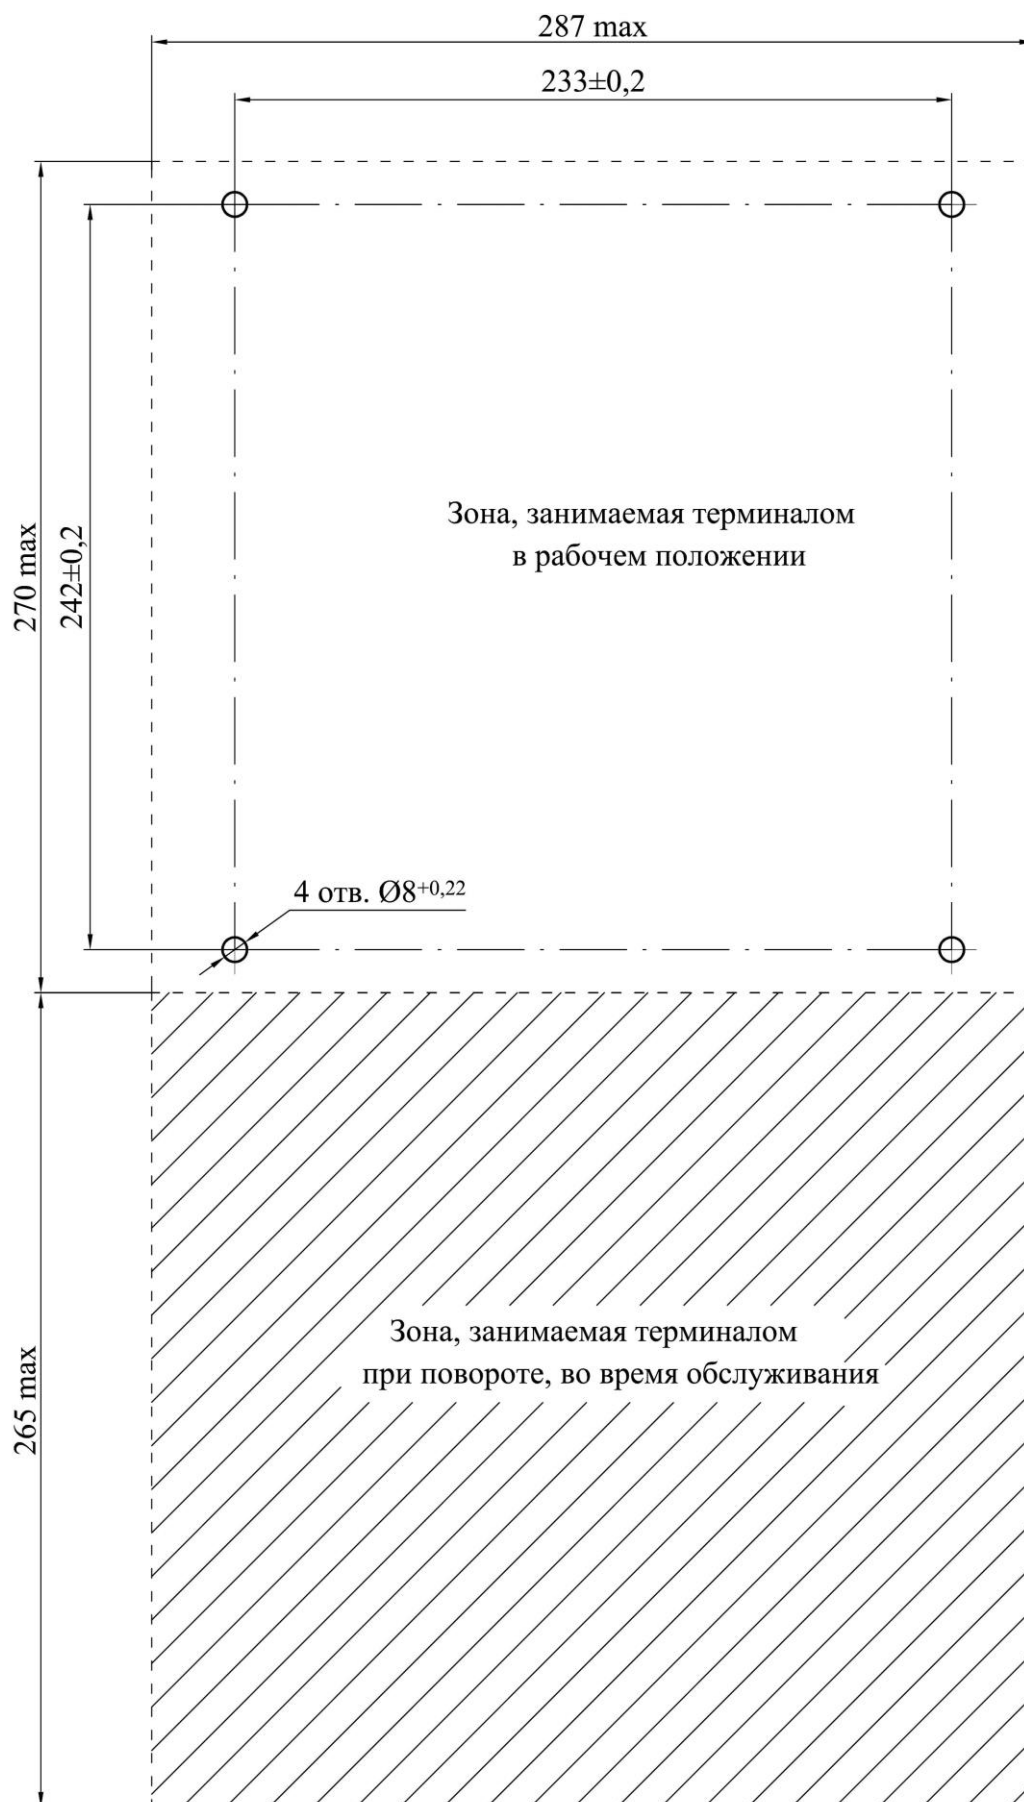 287 max
233±0,2
270 max
242±0,2
Зона, занимаемая терминалом
в рабочем положении
4 отв. Ø8+0,22
265 max
Зона, занимаемая терминалом
при повороте, во время обслуживания